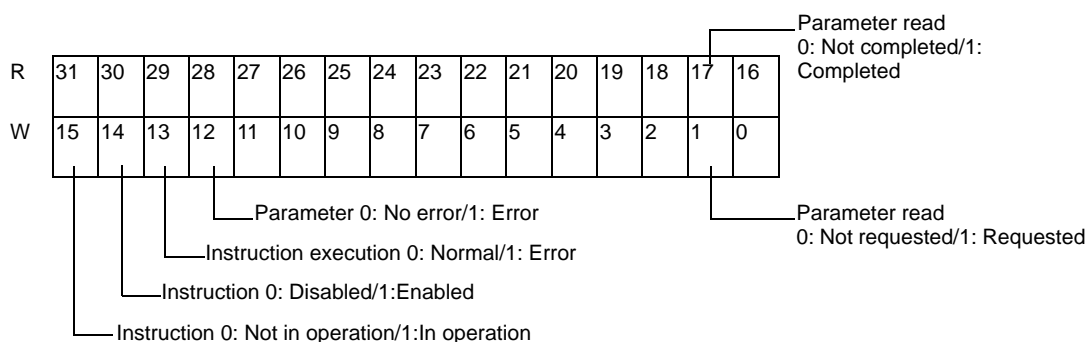 Parameter read
0: Not completed/1:
Completed
R 31 30 29 28 27 26 25 24 23 22 21 20 19 18 17 16
W 15 14 13 12 11 10 9 8 7 6 5 4 3 2 1 0
Parameter 0: No error/1: Error
Parameter read
0: Not requested/1: Requested
Instruction execution 0: Normal/1: Error
Instruction 0: Disabled/1:Enabled
Instruction 0: Not in operation/1:In operation